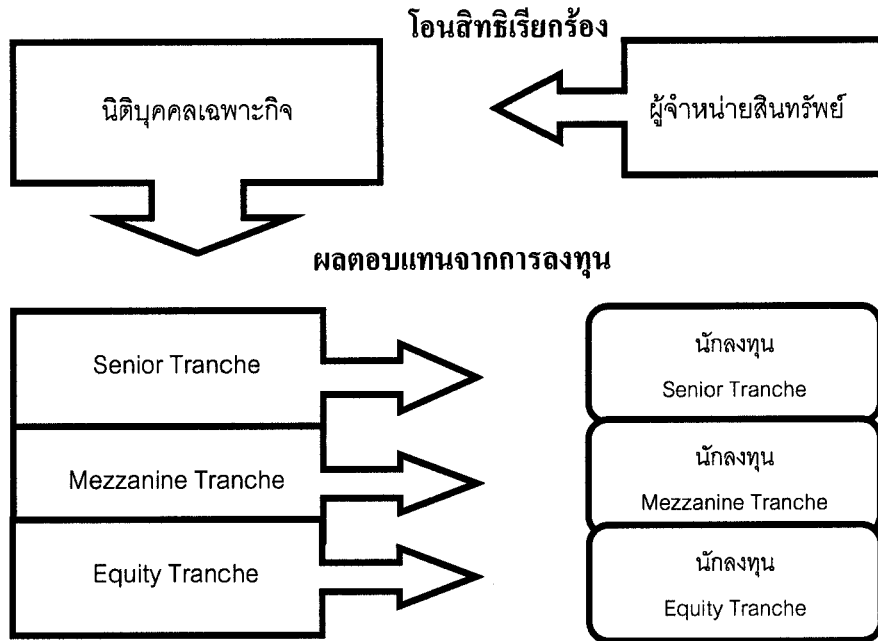 โอนสิทธิเรียกร้อง
นิติบุคคลเฉพาะกิจ
ผู้จำหน่ายสินทรัพย์
ผลตอบแทนจากการลงทุน
Senior Tranche
นักลงทุน
Senior Tranche
Mezzanine Tranche
นักลงทุน
Mezzanine Tranche
Equity Tranche
นักลงทุน
Equity Tranche